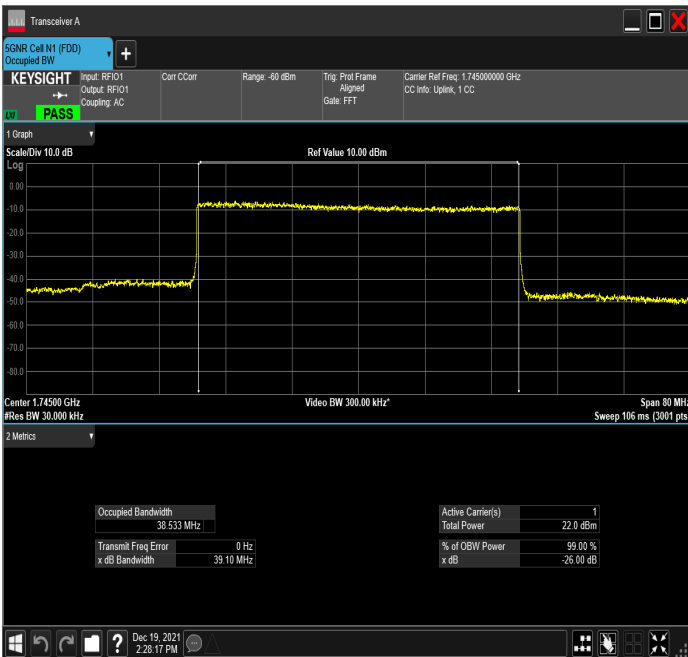 Transceiver A
5GNR Cell N1 (FDD)
Occupied BW
+
KEYSIGHT
Input: RFIO1
Output: RFIO1
Coupling: AC
Corr CCorr
Range: -60 dBm
Trig: Prot Frame
Aligned
Gate: FFT
Carrier Ref Freq: 1.745000000 GHz
CC Info: Uplink, 1 CC
LXI
PASS
1 Graph
Scale/Div 10.0 dB
Ref Value 10.00 dBm
Log
0.00
-10.0
-20.0
-30.0
-40.0
-50.0
-60.0
-70.0
-80.0
Center 1.74500 GHz
Video BW 300.00 kHz*
Span 80 MHz
#Res BW 30.000 kHz
Sweep 106 ms (3001 pts
2 Metrics
Occupied Bandwidth
38.533 MHz
Transmit Freq Error 0 Hz
x dB Bandwidth 39.10 MHz
Active Carrier(s) 1
Total Power 22.0 dBm
% of OBW Power 99.00 %
x dB -26.00 dB
?
Dec 19, 2021
2:28:17 PM